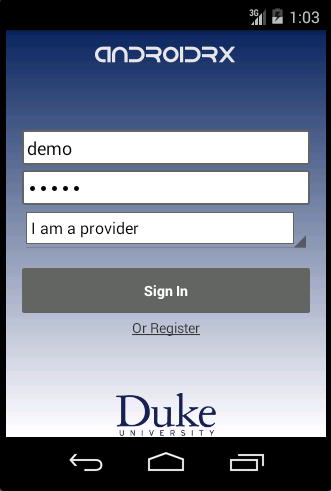 3G 1:03
ANDROIDRX
demo
•••••
I am a provider
Sign In
Or Register
Duke
UNIVERSITY